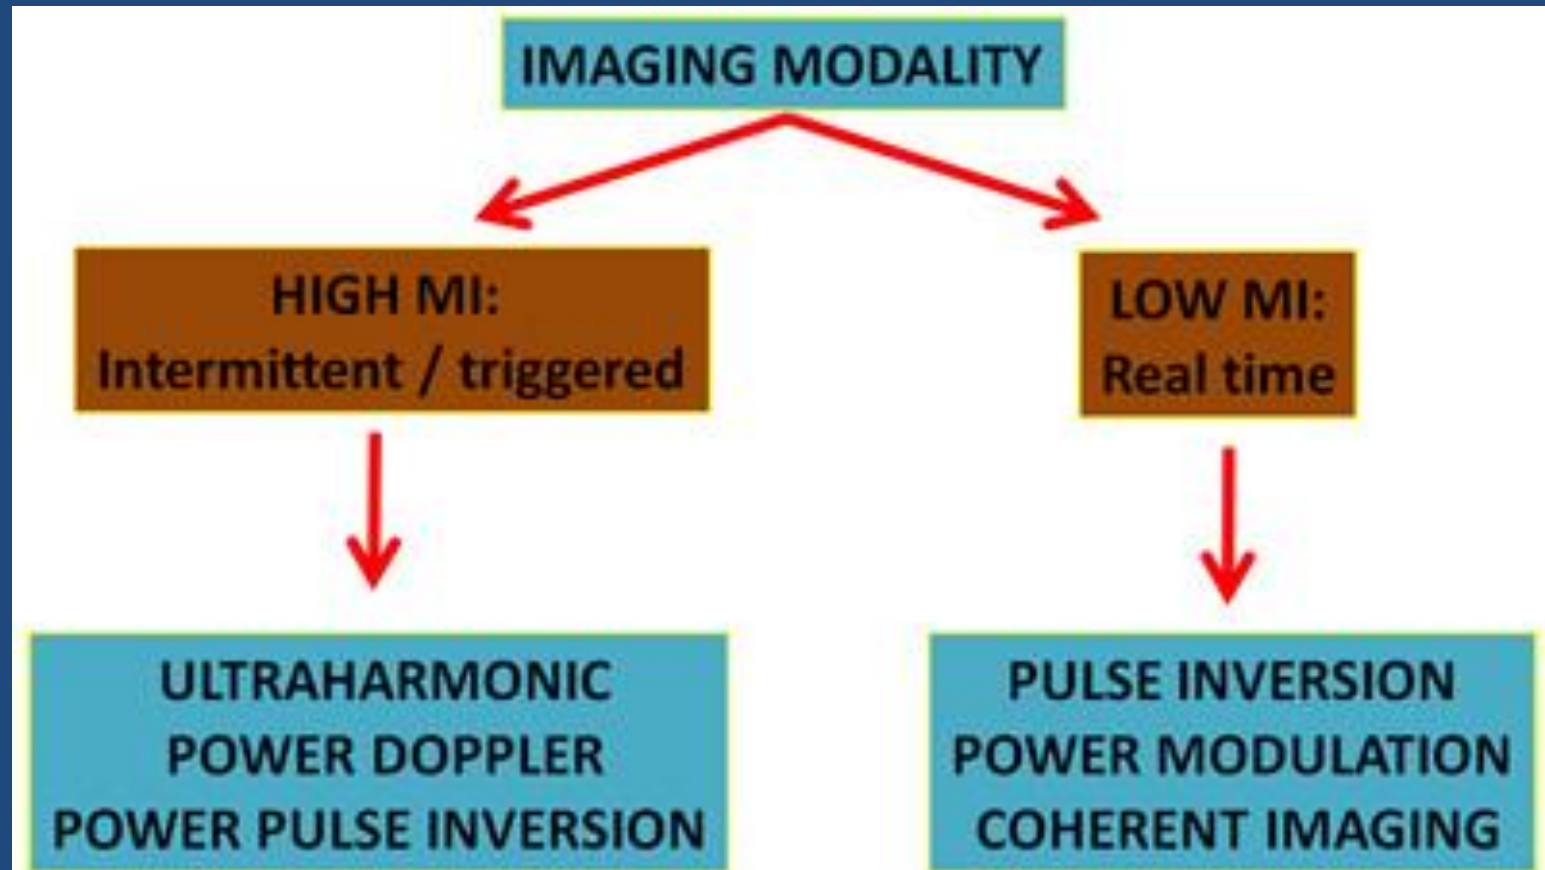 IMAGING MODALITY
HIGH MI:
Intermittent / triggered
LOW MI:
Real time
ULTRAHARMONIC
POWER DOPPLER
POWER PULSE INVERSION
PULSE INVERSION
POWER MODULATION
COHERENT IMAGING